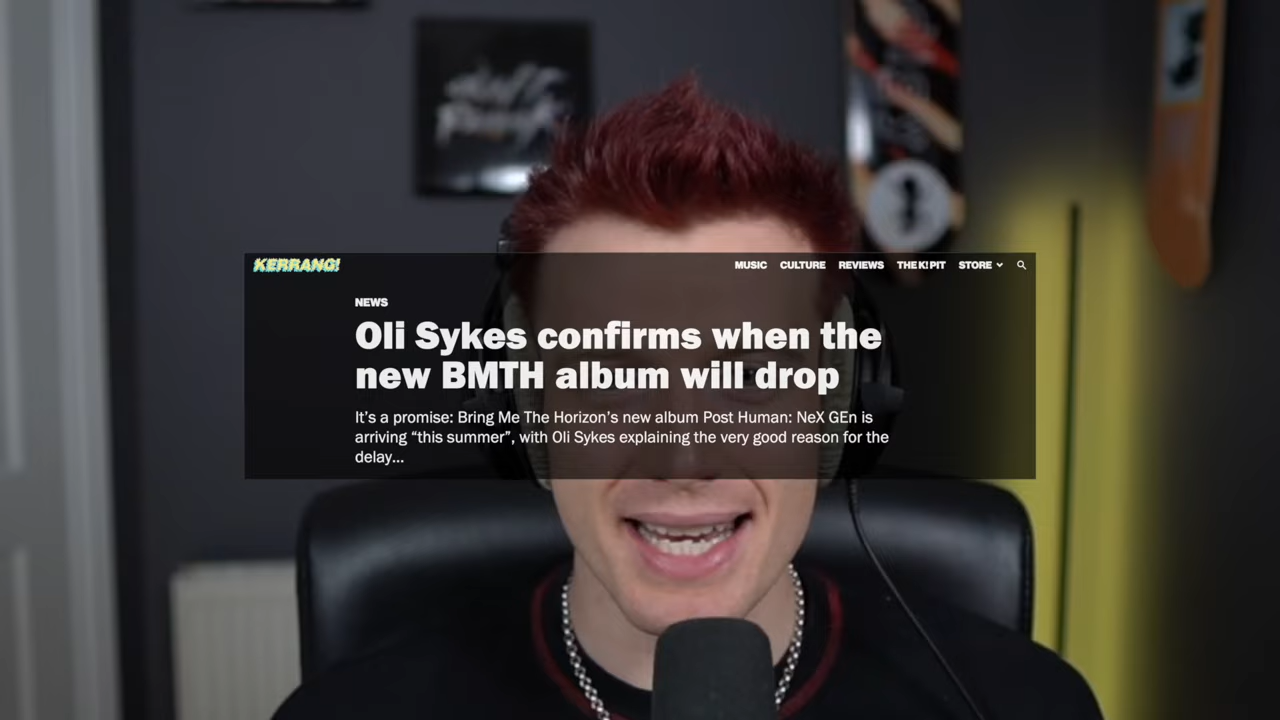 KERRANG!
MUSIC CULTURE REVIEWS THE K! PIT STORE
NEWS
Oli Sykes confirms when the
new BMTH album will drop
It’s a promise: Bring Me The Horizon’s new album Post Human: NeX GEn is
arriving “this summer”, with Oli Sykes explaining the very good reason for the
delay...